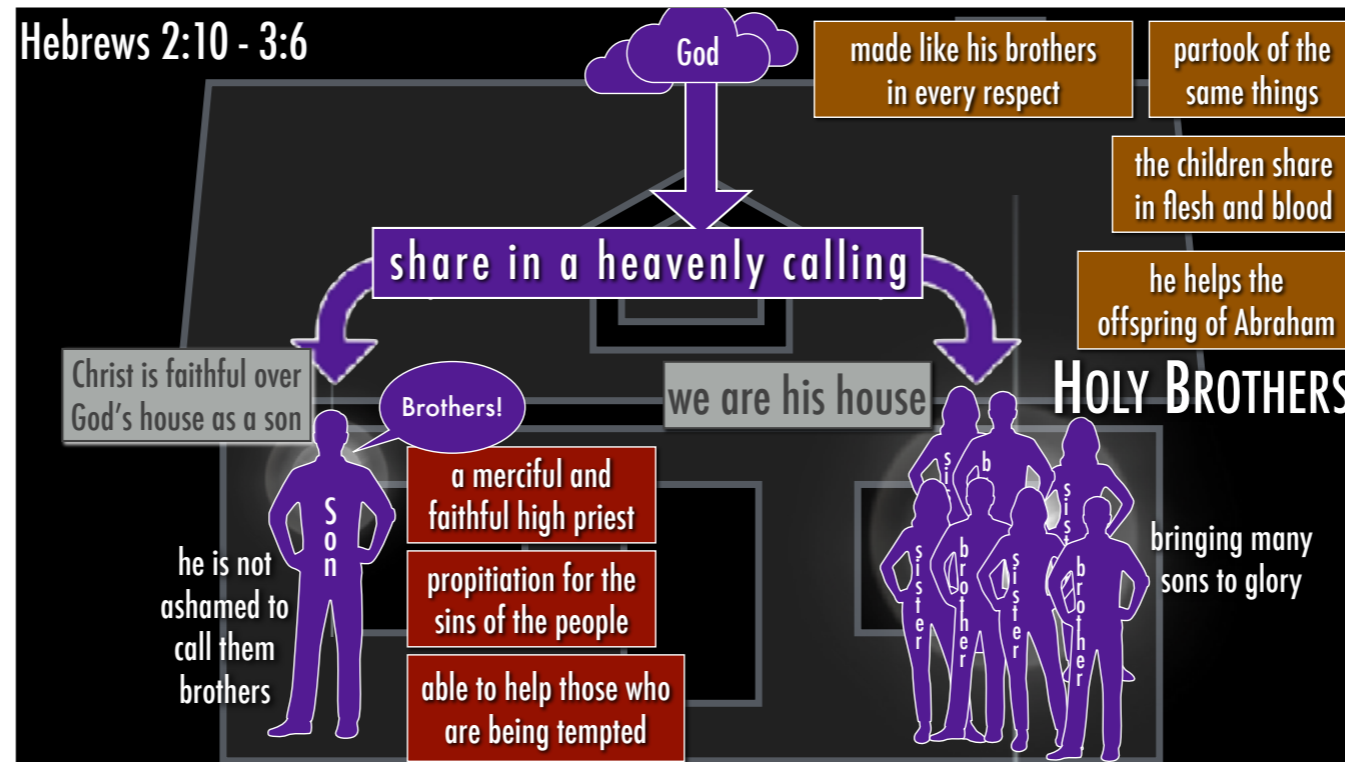 Hebrews 2:10 - 3:6
God
made like his brothers
in every respect
partook of the
same things
the children share
in flesh and blood
he helps the
offspring of Abraham
share in a heavenly calling
Christ is faithful over
God's house as a son
Brothers!
we are his house
HOLY BROTHERS
Son
he is not
ashamed to
call them
brothers
a merciful and
faithful high priest
propitiation for the
sins of the people
able to help those who
are being tempted
sister
brother
sister
brother
bringing many
sons to glory